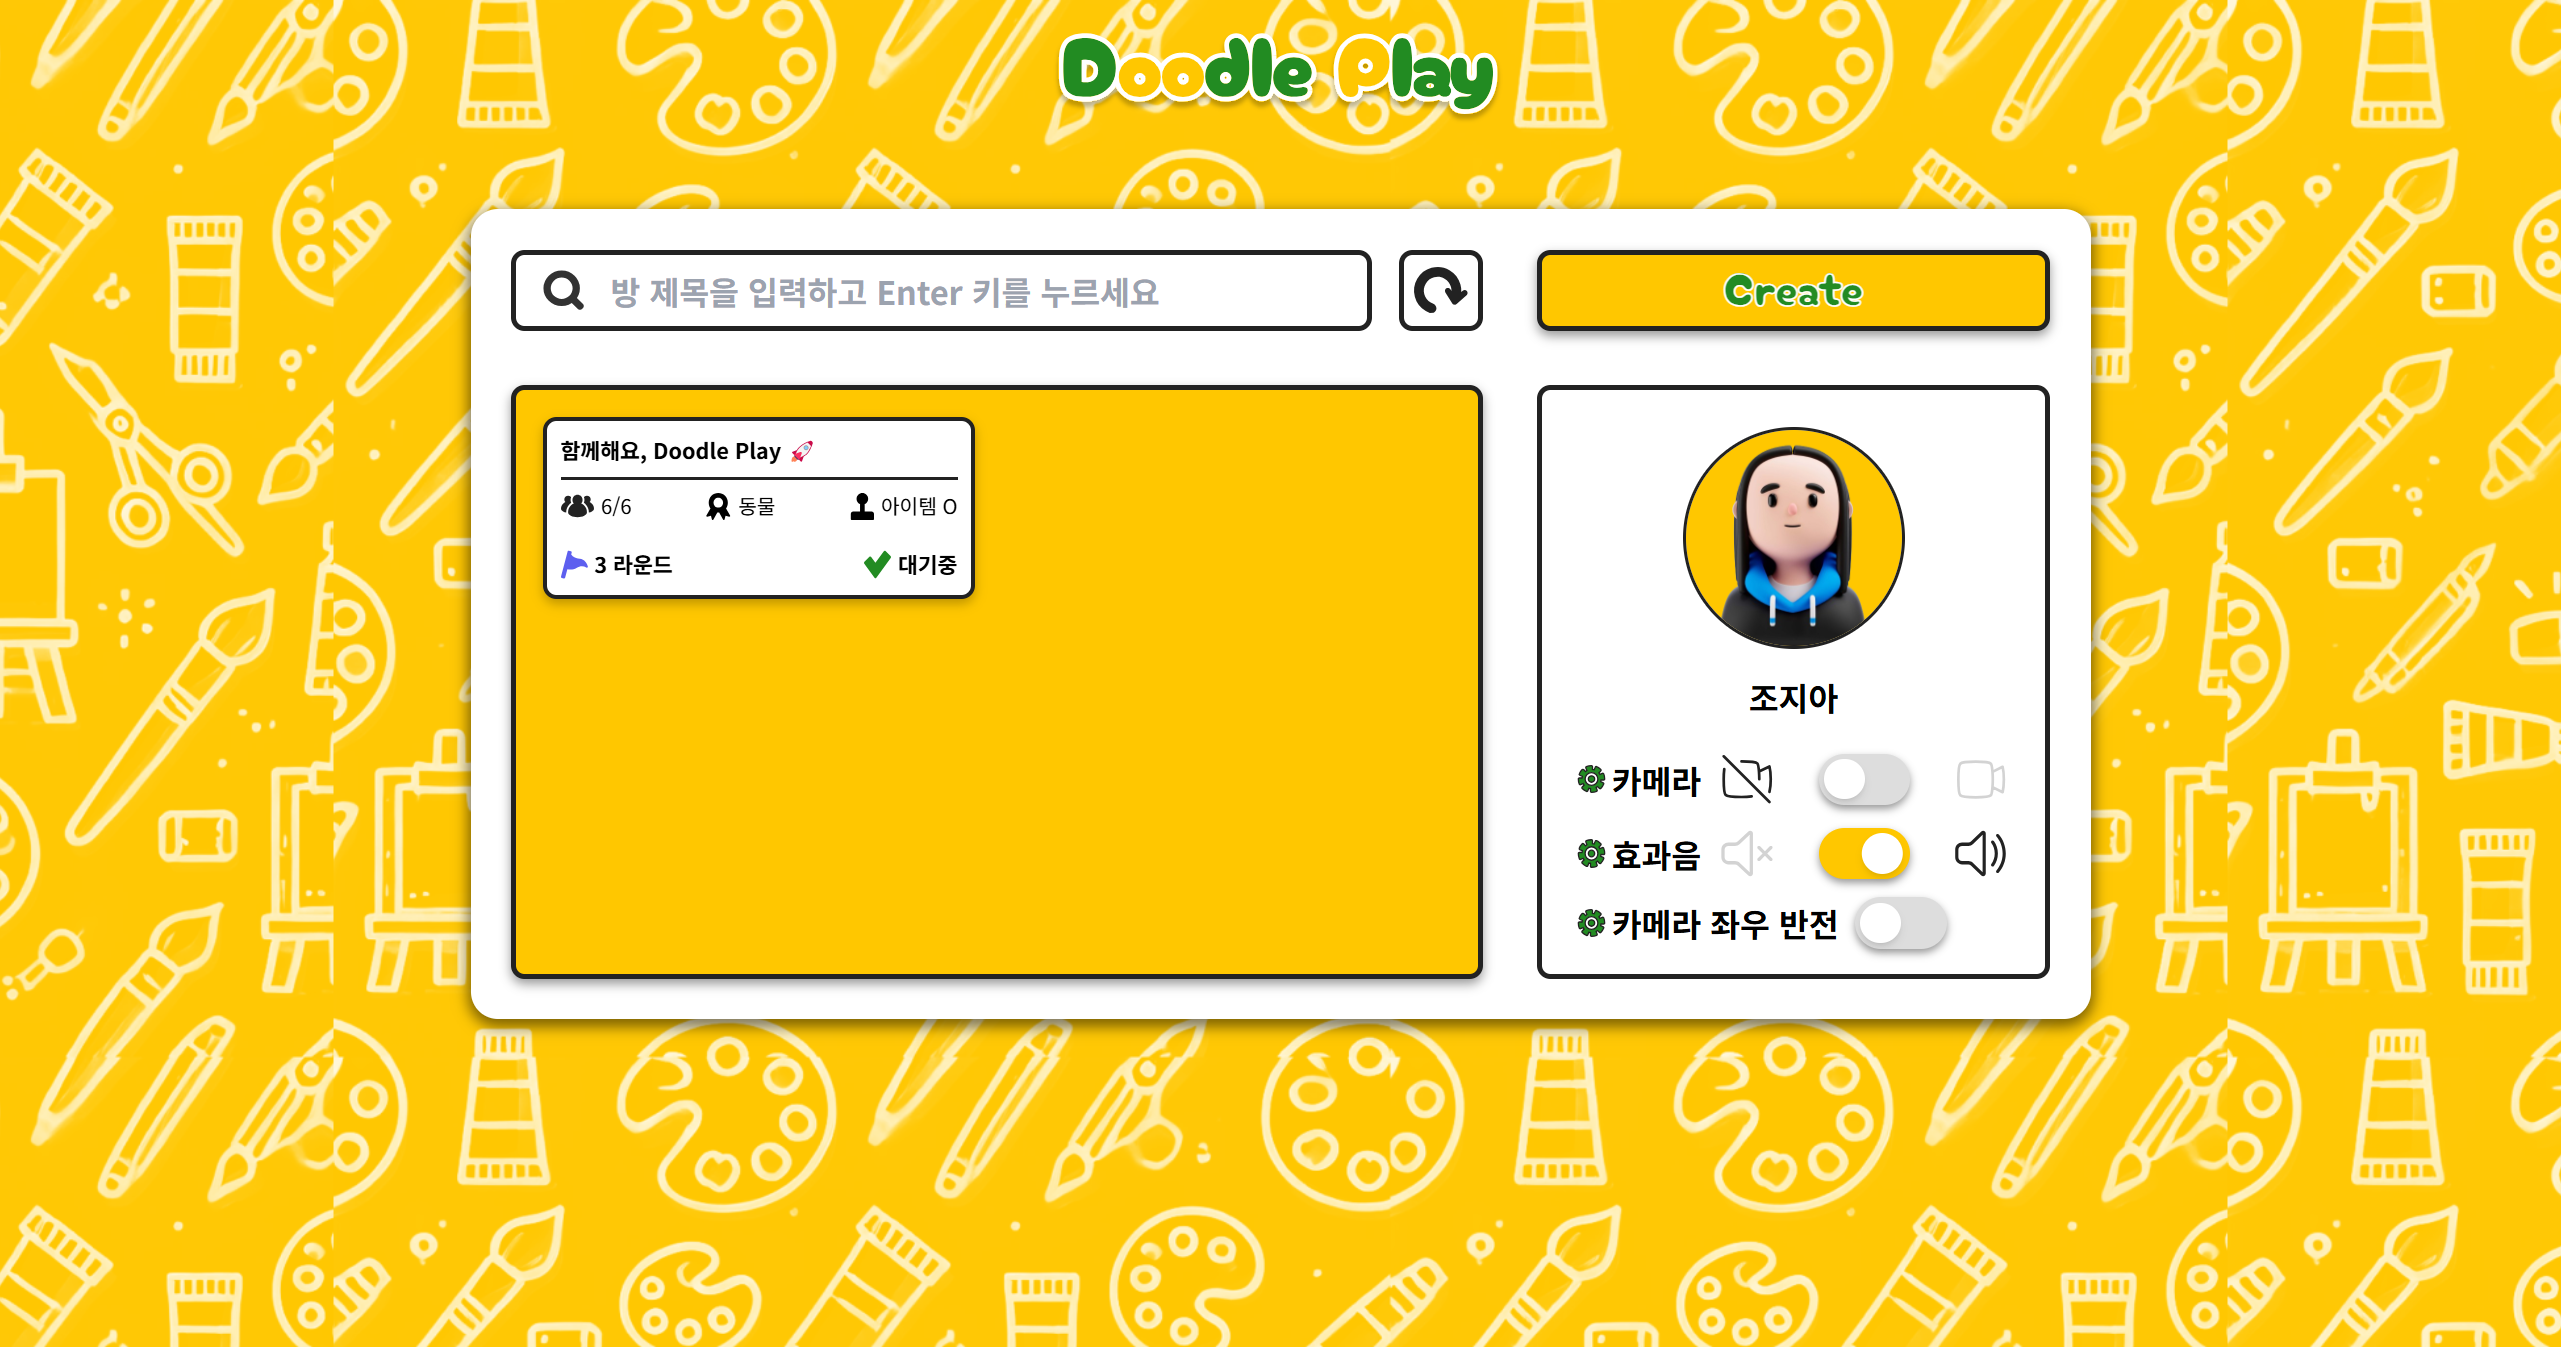 Doodle Play
방 제목을 입력하고 Enter 키를 누르세요
Create
함께해요, Doodle Play 🚀
6/6 동물 아이템 O
3 라운드 대기중
조지아
카메라
효과음
카메라 좌우 반전